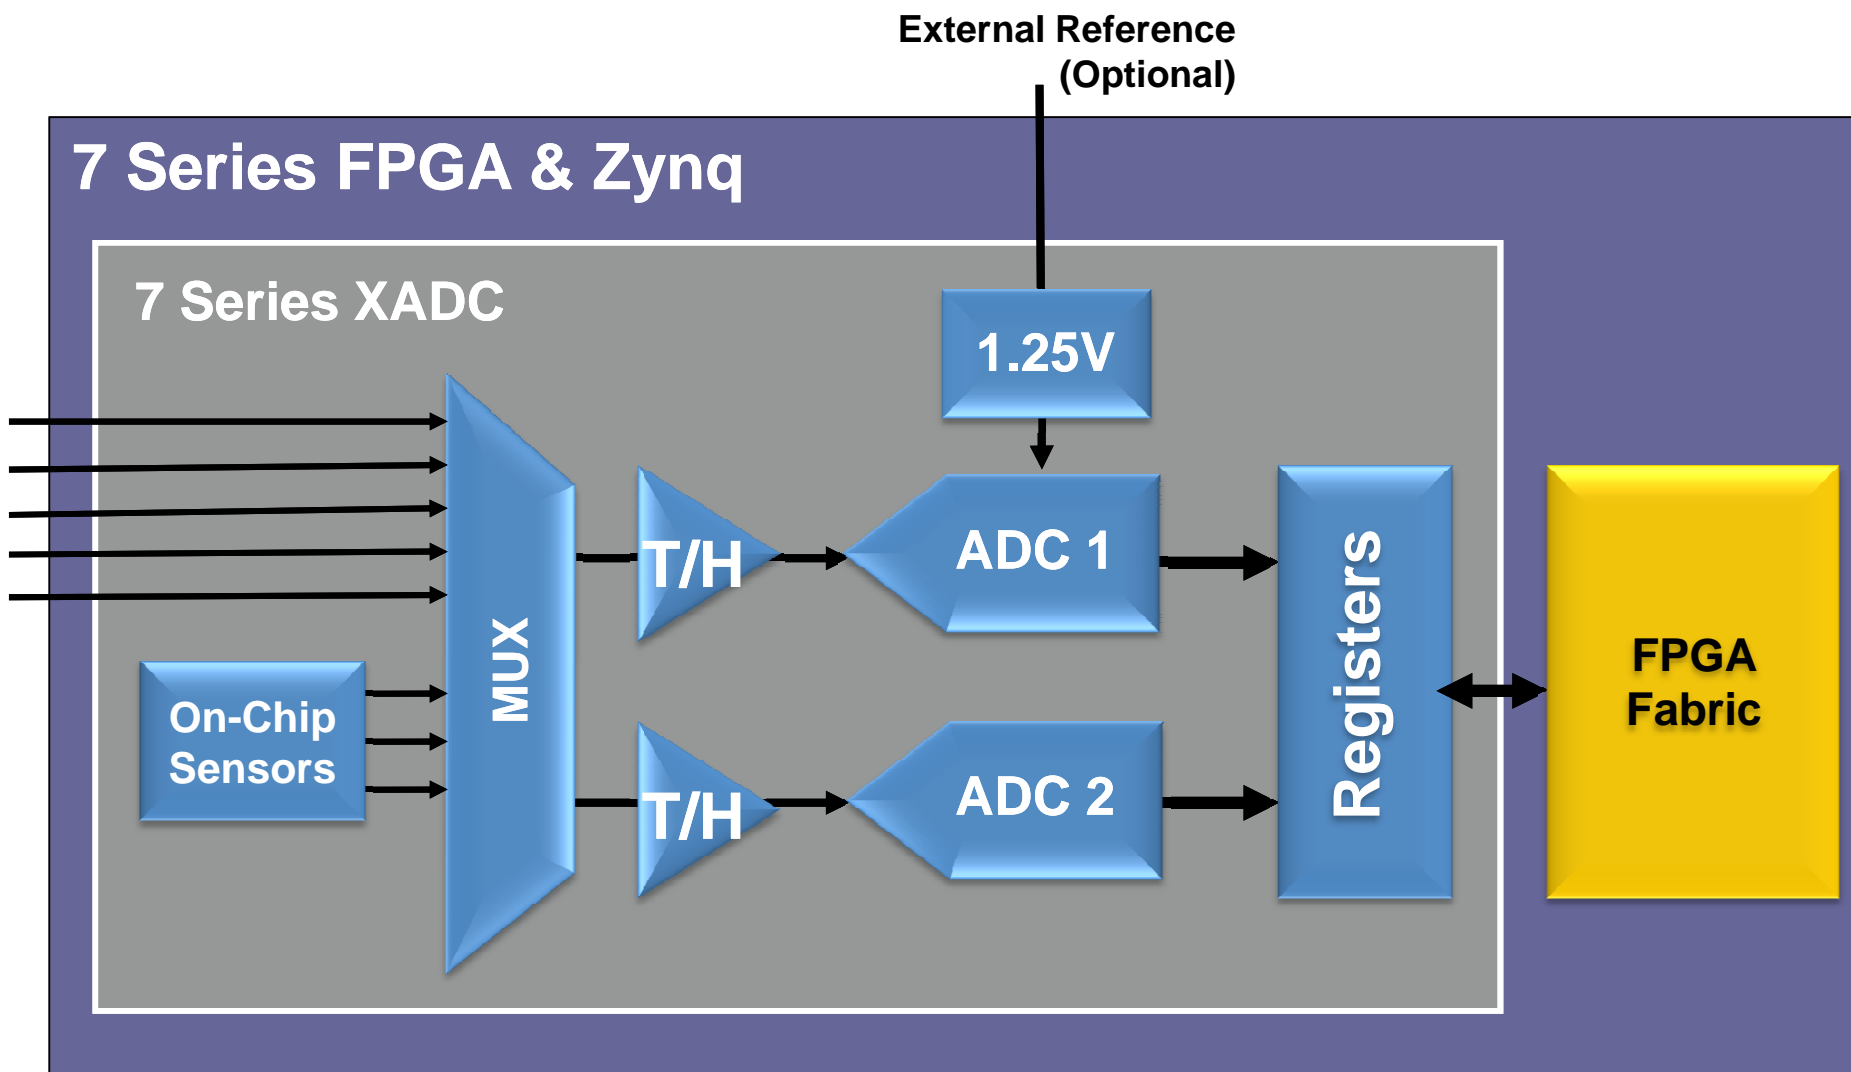 External Reference
(Optional)
7 Series FPGA & Zynq
7 Series XADC
1.25V
T/H
ADC 1
MUX
On-Chip
Sensors
T/H
ADC 2
Registers
FPGA
Fabric